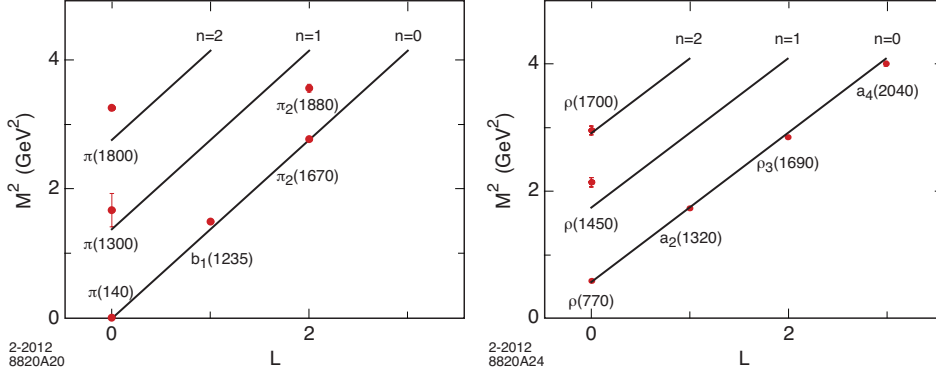 n=2 n=1 n=0
4
M² (GeV²)
π₂(1880)
π(1800)
π₂(1670)
2
π(1300)
b₁(1235)
π(140)
0
0 2
L
2-2012
8820A20
n=2 n=1 n=0
4
M² (GeV²)
a₄(2040)
ρ(1700)
ρ₃(1690)
2
ρ(1450)
a₂(1320)
ρ(770)
0
0 2
L
2-2012
8820A24